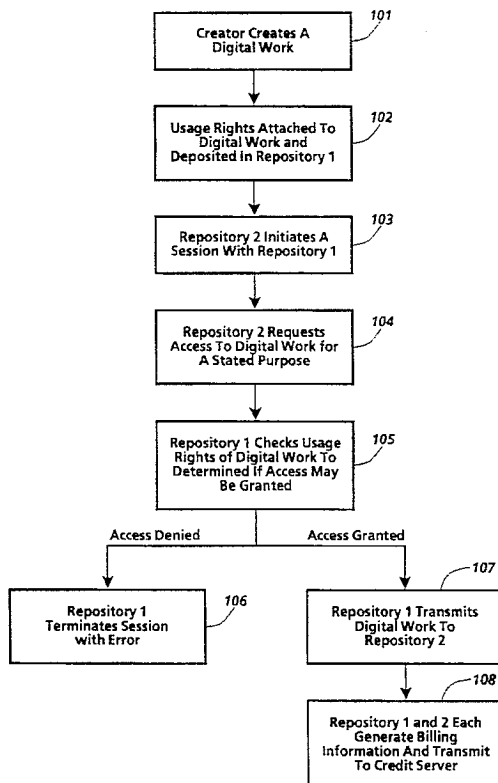 101
Creator Creates A
Digital Work
102
Usage Rights Attached To
Digital Work and
Deposited in Repository 1
103
Repository 2 Initiates A
Session With Repository 1
104
Repository 2 Requests
Access To Digital Work for
A Stated Purpose
105
Repository 1 Checks Usage
Rights of Digital Work To
Determined If Access May
Be Granted
Access Denied
Access Granted
106
Repository 1
Terminates Session
with Error
107
Repository 1 Transmits
Digital Work To
Repository 2
108
Repository 1 and 2 Each
Generate Billing
Information And Transmit
To Credit Server